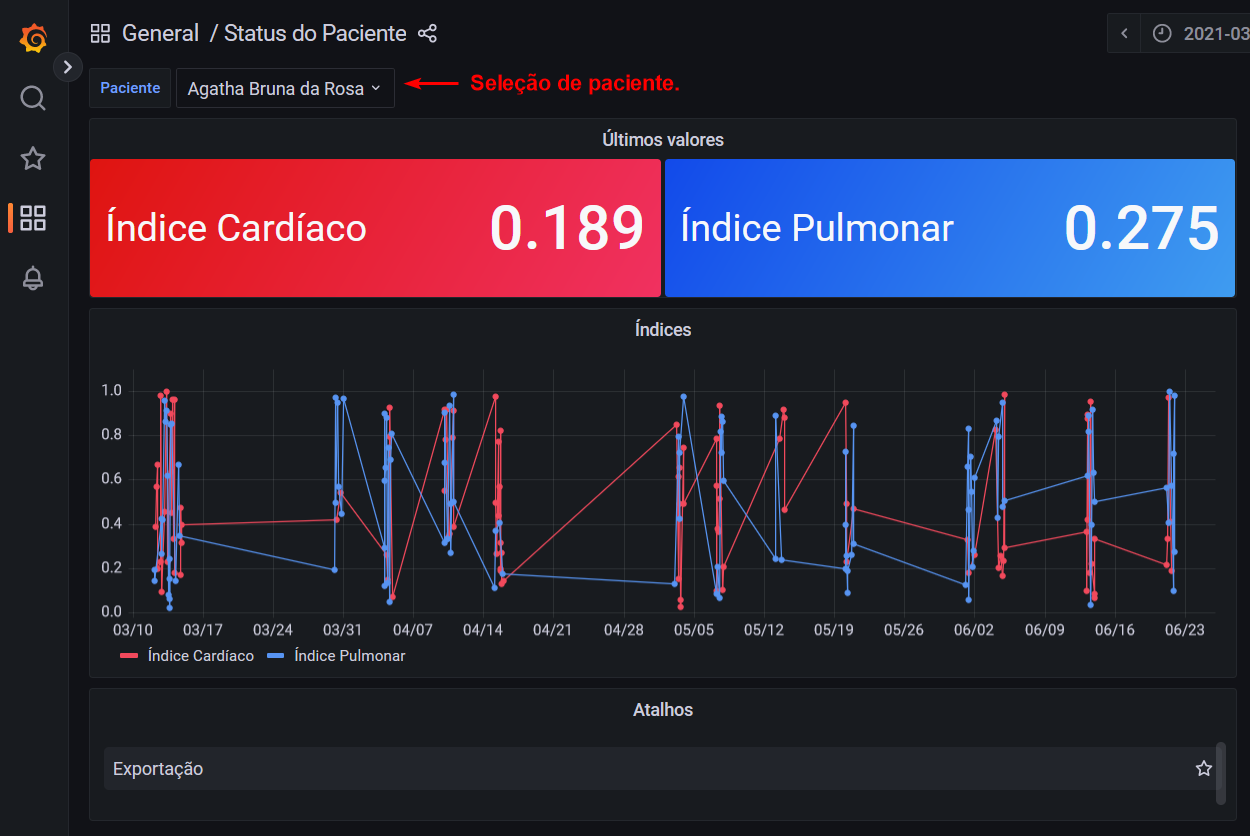 General / Status do Paciente
2021-03
Paciente
Agatha Bruna da Rosa
Seleção de paciente.
Últimos valores
Índice Cardíaco
0.189
Índice Pulmonar
0.275
Índices
1.0
0.8
0.6
0.4
0.2
0.0
03/10 03/17 03/24 03/31 04/07 04/14 04/21 04/28 05/05 05/12 05/19 05/26 06/02 06/09 06/16 06/23
Índice Cardíaco Índice Pulmonar
Atalhos
Exportação